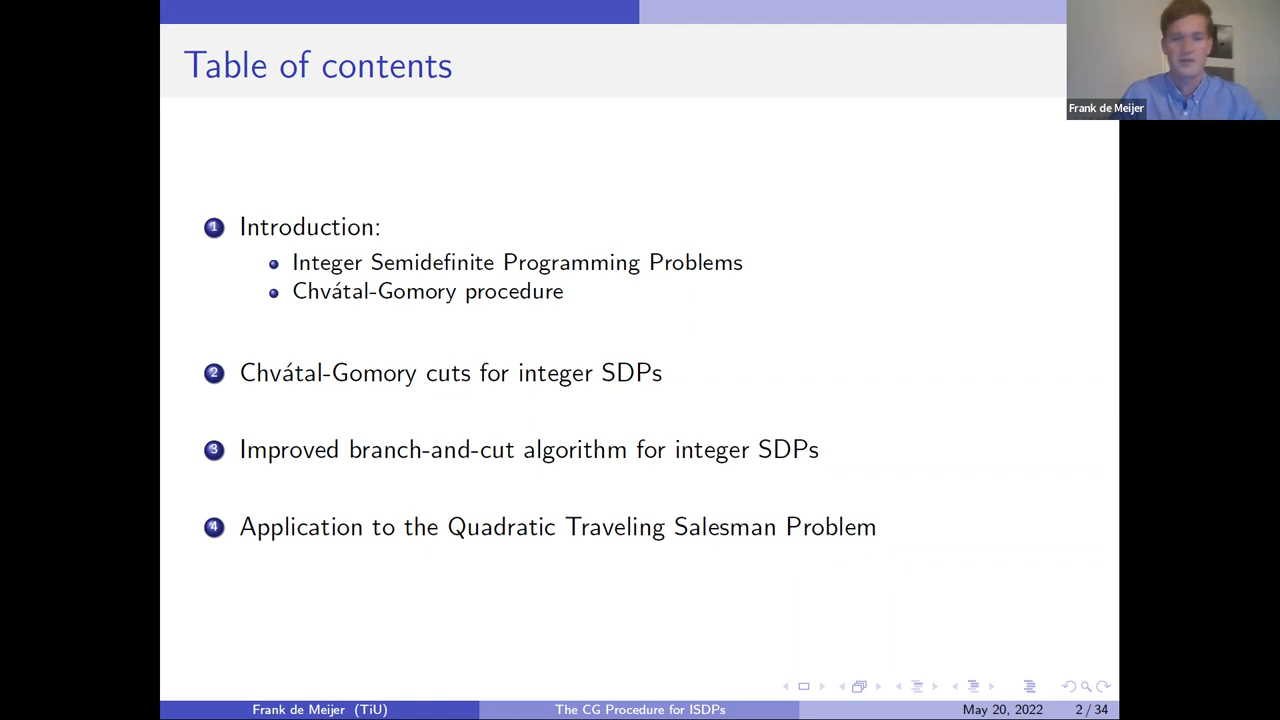 Table of contents
Frank de Meijer
1 Introduction:
Integer Semidefinite Programming Problems
Chvátal-Gomory procedure
2 Chvátal-Gomory cuts for integer SDPs
3 Improved branch-and-cut algorithm for integer SDPs
4 Application to the Quadratic Traveling Salesman Problem
Frank de Meijer (TiU) The CG Procedure for ISDPs May 20, 2022 2 / 34